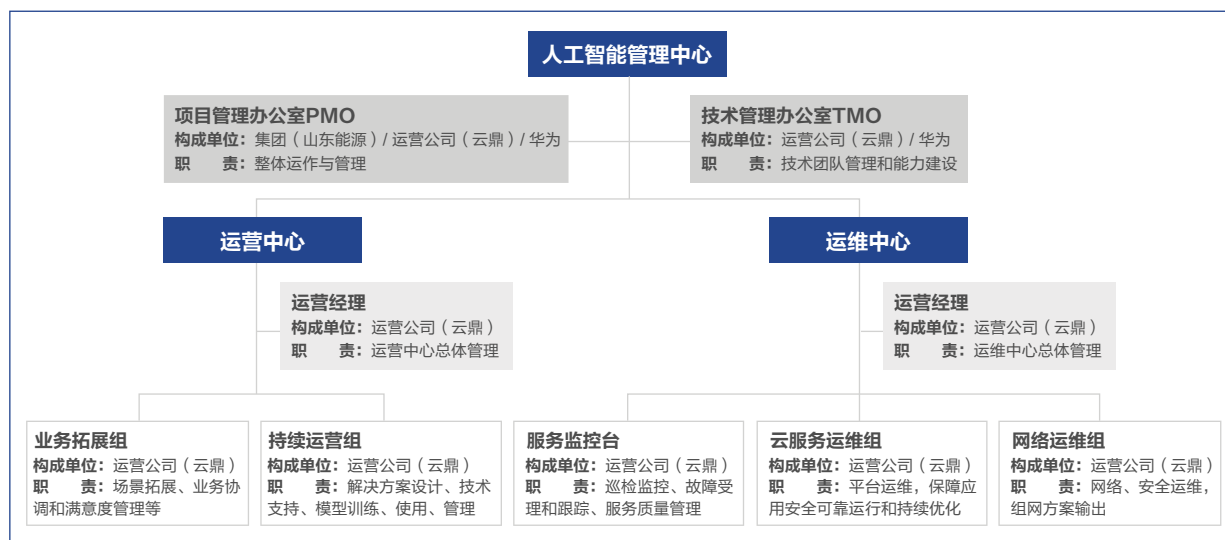 人工智能管理中心
项目管理办公室PMO
构成单位：集团（山东能源）/ 运营公司（云鼎）/ 华为
职　　责：整体运作与管理
技术管理办公室TMO
构成单位：运营公司（云鼎）/ 华为
职　　责：技术团队管理和能力建设
运营中心
运维中心
运营经理
构成单位：运营公司（云鼎）
职　　责：运营中心总体管理
运营经理
构成单位：运营公司（云鼎）
职　　责：运维中心总体管理
业务拓展组
构成单位：运营公司（云鼎）
职　　责：场景拓展、业务协
调和满意度管理等
持续运营组
构成单位：运营公司（云鼎）
职　　责：解决方案设计、技术
支持、模型训练、使用、管理
服务监控台
构成单位：运营公司（云鼎）
职　　责：巡检监控、故障受
理和跟踪、服务质量管理
云服务运维组
构成单位：运营公司（云鼎）
职　　责：平台运维，保障应
用安全可靠运行和持续优化
网络运维组
构成单位：运营公司（云鼎）
职　　责：网络、安全运维，
组网方案输出